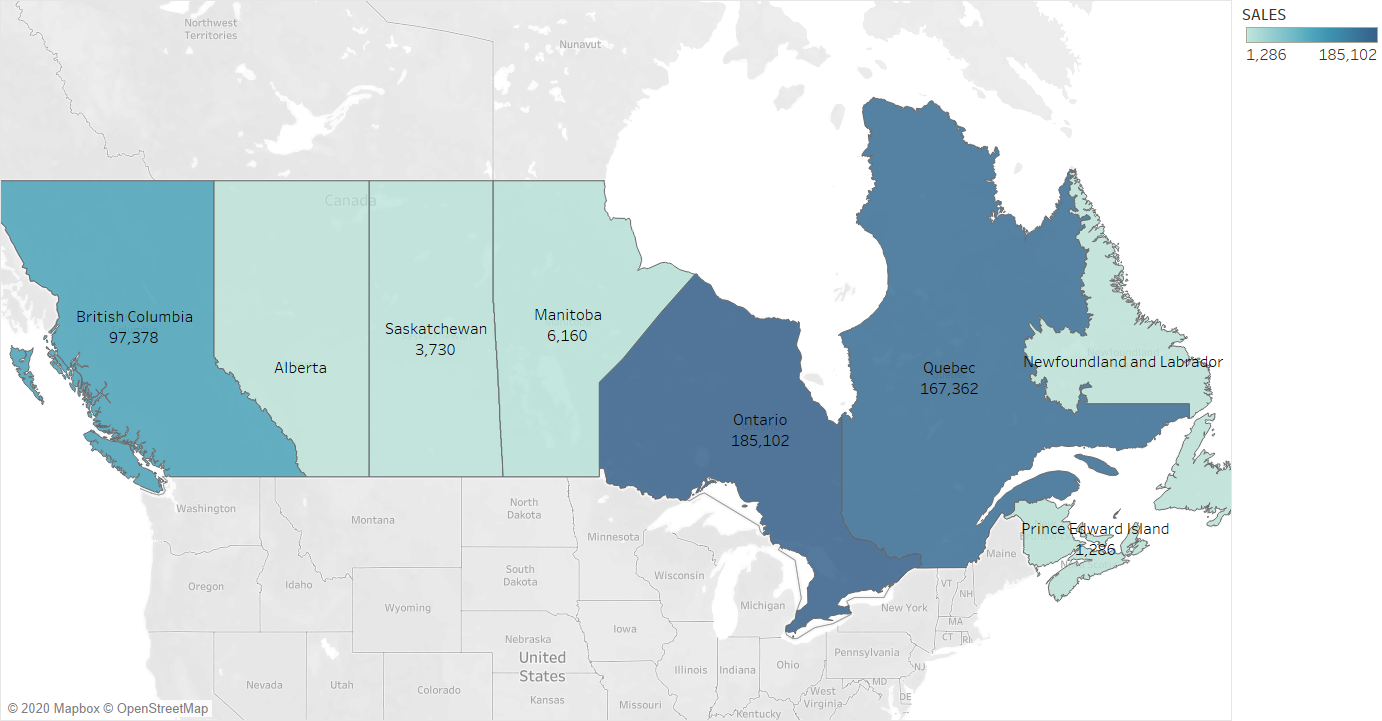 SALES
1,286 185,102
Northwest
Territories
Nunavut
Canada
British Columbia
97,378
Alberta
Saskatchewan
3,730
Manitoba
6,160
Ontario
185,102
Quebec
167,362
Newfoundland and Labrador
Prince Edward Island
1,286
Washington
Montana
North
Dakota
Minnesota
Maine
Oregon
Idaho
Wyoming
South
Dakota
Wisconsin
Michigan
New York
VT
NH
MA
CT
RI
Nebraska
Iowa
United
States
Pennsylvania
NJ
Nevada
Utah
Colorado
Kansas
Missouri
Illinois
Indiana
Ohio
West
Virginia
MD
DE
Kentucky
© 2020 Mapbox © OpenStreetMap